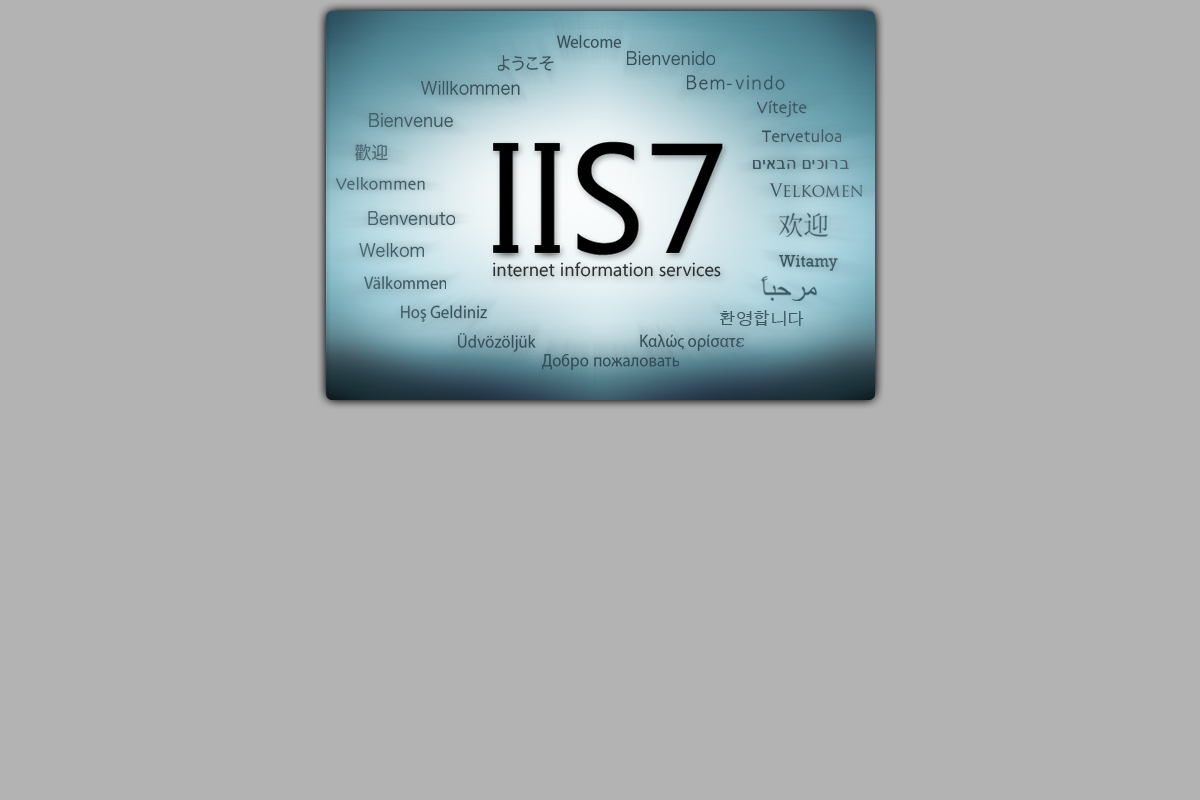 Welcome
ようこそ
Bienvenido
Willkommen
Bem-vindo
Vítejte
Bienvenue
Tervetuloa
歡迎
ברוכים הבאים
Velkommen
VELKOMEN
IIS7
Benvenuto
欢迎
Welkom
Witamy
internet information services
Välkommen
مرحباً
Hoş Geldiniz
환영합니다
Üdvözöljük
Καλώς ορίσατε
Добро пожаловать